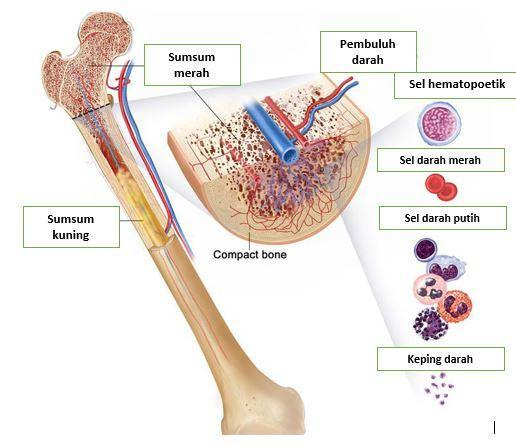 Sumsum
merah
Pembuluh
darah
Sel hematopoetik
Sel darah merah
Sel darah putih
Sumsum
kuning
Compact bone
Keping darah